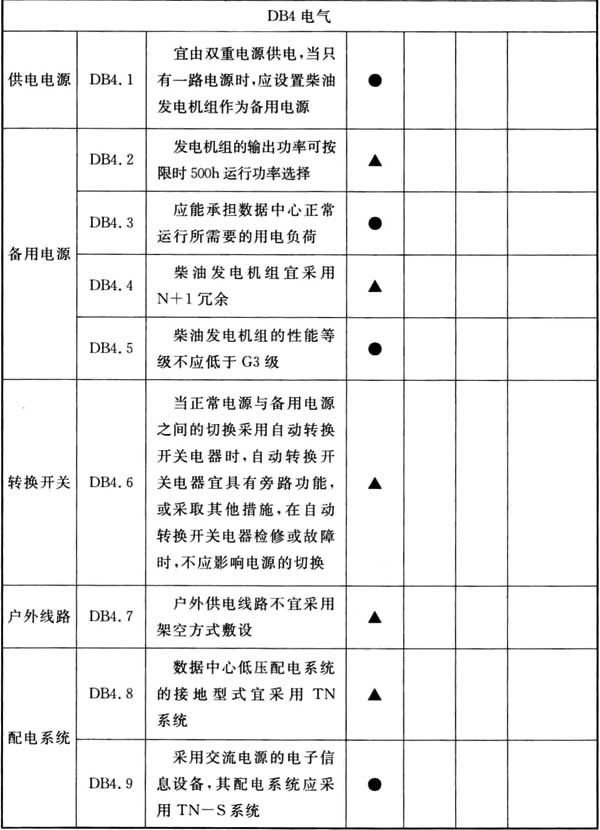 DB4 电气
供电电源
DB4.1
宜由双重电源供电,当只
有一路电源时,应设置柴油
发电机组作为备用电源
●
备用电源
DB4.2
发电机组的输出功率可按
限时 500h 运行功率选择
▲
DB4.3
应能承担数据中心正常
运行所需要的用电负荷
●
DB4.4
柴油发电机组宜采用
N+1 冗余
▲
DB4.5
柴油发电机组的性能等
级不应低于 G3 级
●
转换开关
DB4.6
当正常电源与备用电源
之间的切换采用自动转换
开关电器时,自动转换开
关电器宜具有旁路功能,
或采取其他措施,在自动
转换开关电器检修或故障
时,不应影响电源的切换
▲
户外线路
DB4.7
户外供电线路不宜采用
架空方式敷设
▲
配电系统
DB4.8
数据中心低压配电系统
的接地型式宜采用 TN
系统
▲
DB4.9
采用交流电源的电子信
息设备,其配电系统应采
用 TN-S 系统
●